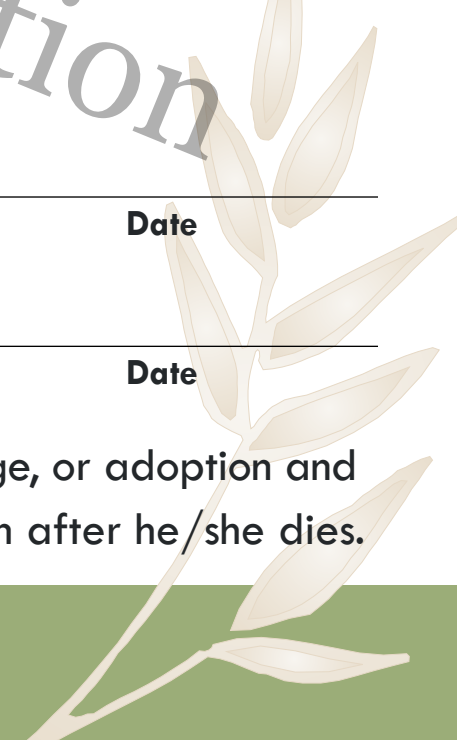 tion
Date
Date
ge, or adoption and
n after he/she dies.